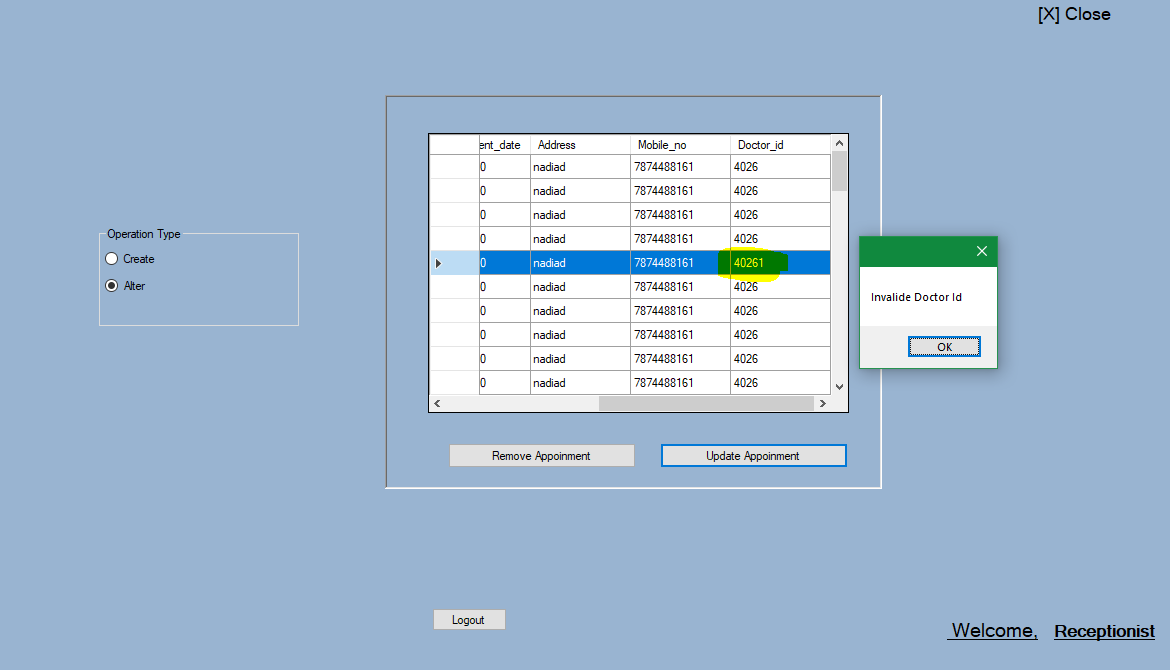 [X] Close
Operation Type
Create
Alter
ent_date Address Mobile_no Doctor_id
0 nadiad 7874488161 4026
0 nadiad 7874488161 4026
0 nadiad 7874488161 4026
0 nadiad 7874488161 4026
0 nadiad 7874488161 40261
0 nadiad 7874488161 4026
0 nadiad 7874488161 4026
0 nadiad 7874488161 4026
0 nadiad 7874488161 4026
0 nadiad 7874488161 4026
Invalide Doctor Id
OK
Remove Appoinment Update Appoinment
Logout
Welcome, Receptionist